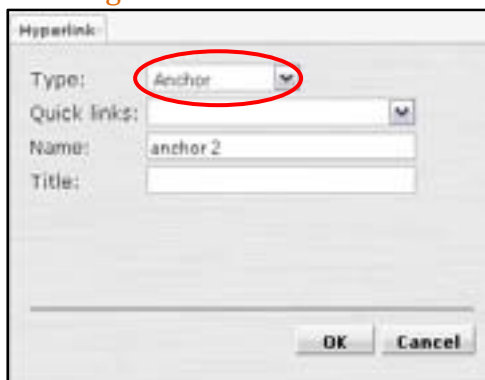 Hyperlink
Type: Anchor
Quick links:
Name: anchor 2
Title:
OK Cancel